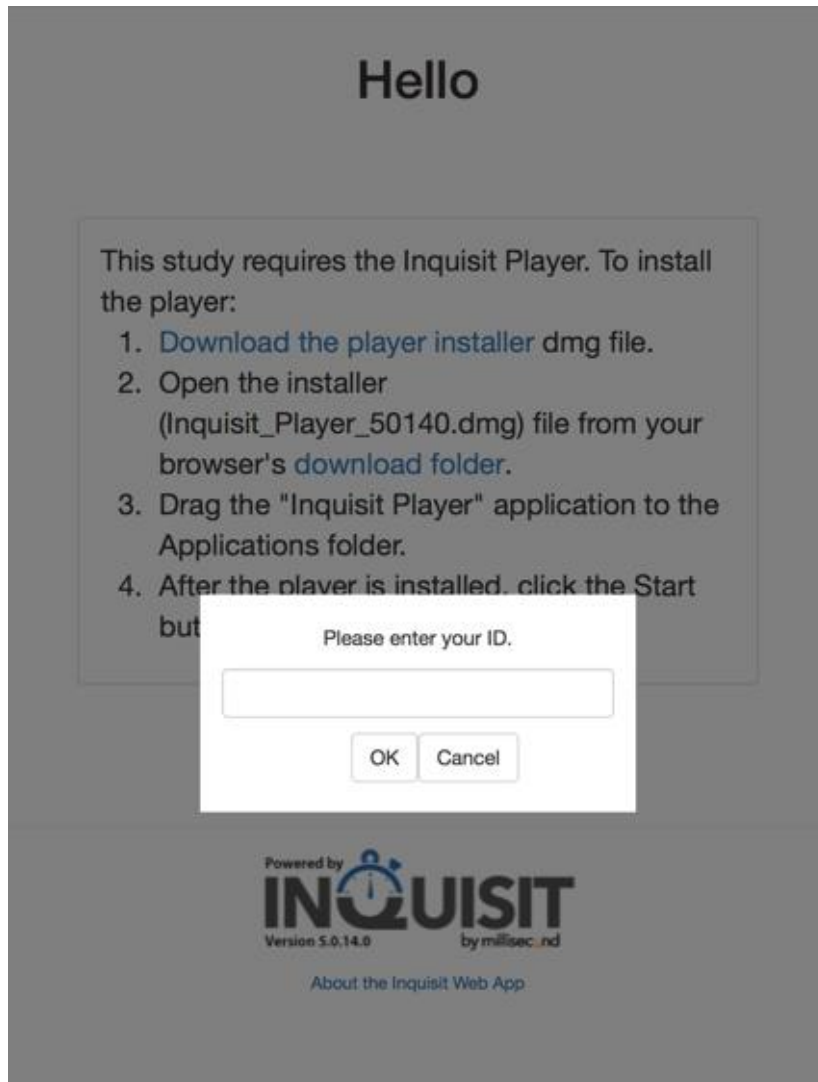 Hello
This study requires the Inquisit Player. To install
the player:
1. Download the player installer dmg file.
2. Open the installer
(Inquisit_Player_50140.dmg) file from your
browser's download folder.
3. Drag the "Inquisit Player" application to the
Applications folder.
4. After the player is installed, click the Start
but
Please enter your ID.
OK Cancel
Powered by
INQUISIT
Version 5.0.14.0 by millisec nd
About the Inquisit Web App